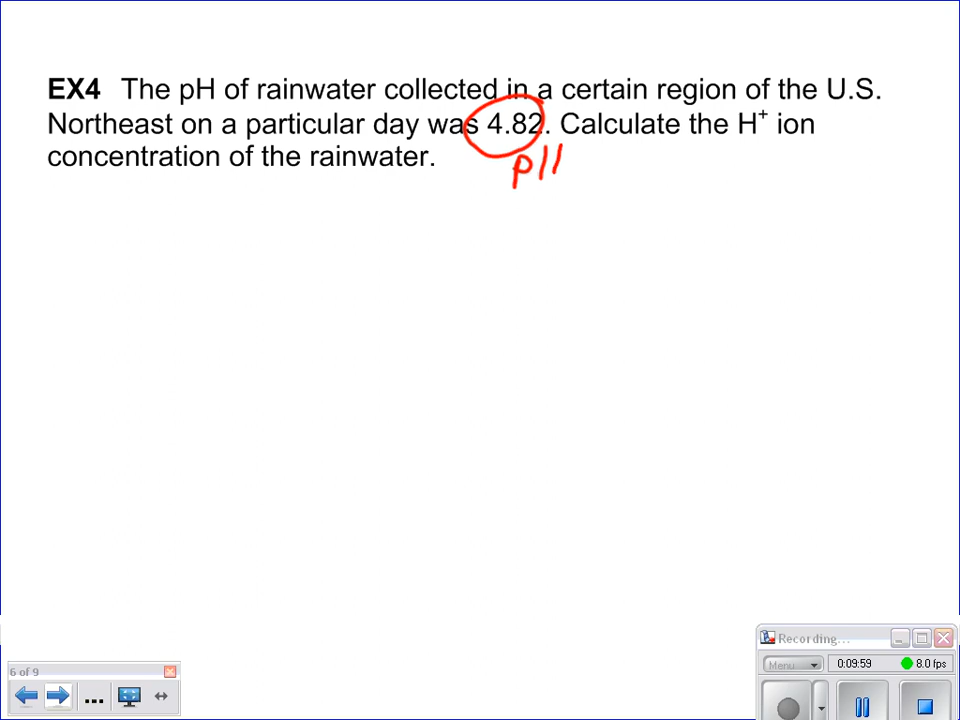 EX4 The pH of rainwater collected in a certain region of the U.S.
Northeast on a particular day was 4.82. Calculate the H⁺ ion
concentration of the rainwater.
pH
6 of 9
...
Recording...
Menu
0:09:59
8.0 fps